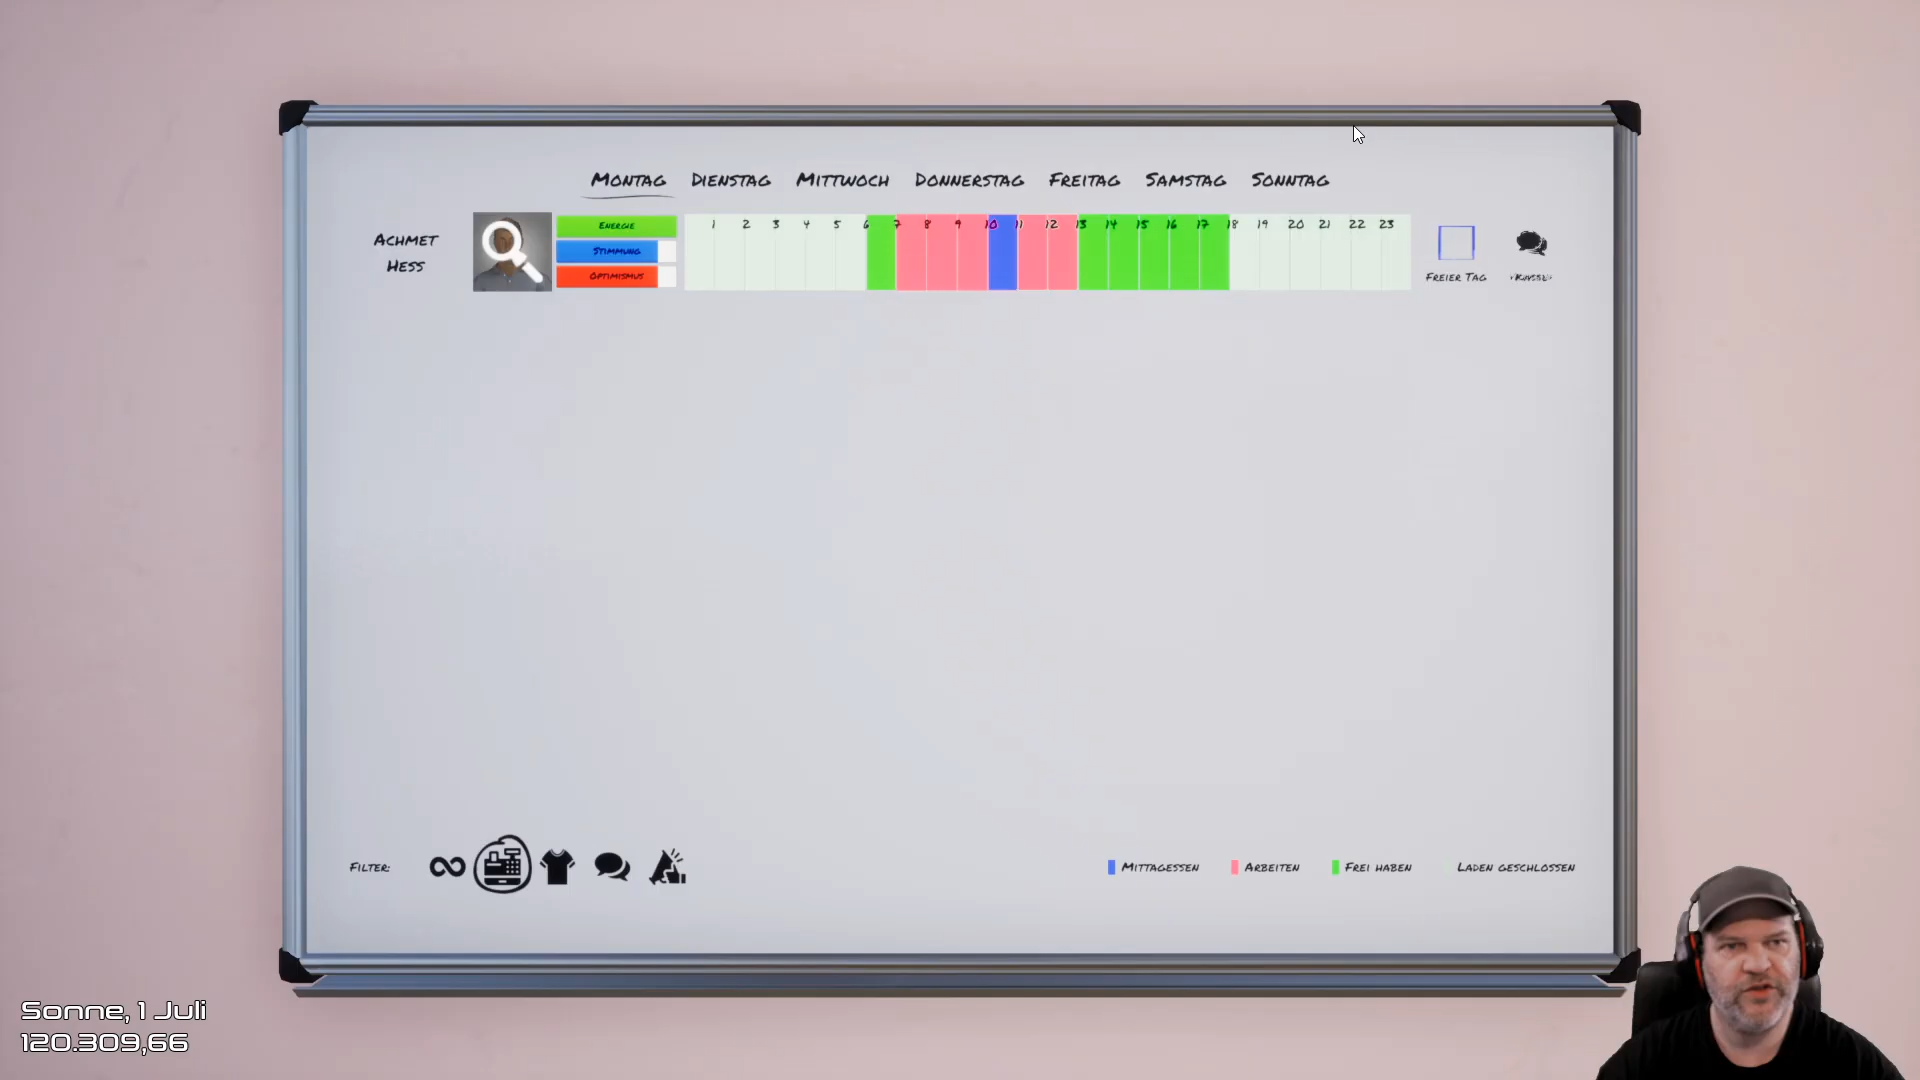 Montag Dienstag Mittwoch Donnerstag Freitag Samstag Sonntag
Achmet
Hess
Energie
Stimmung
Optimismus
1 2 3 4 5 6 7 8 9 10 11 12 13 14 15 16 17 18 19 20 21 22 23
Freier Tag
Filter:
Mittagessen
Arbeiten
Frei haben
Laden geschlossen
Sonne, 1 Juli
120.309,66